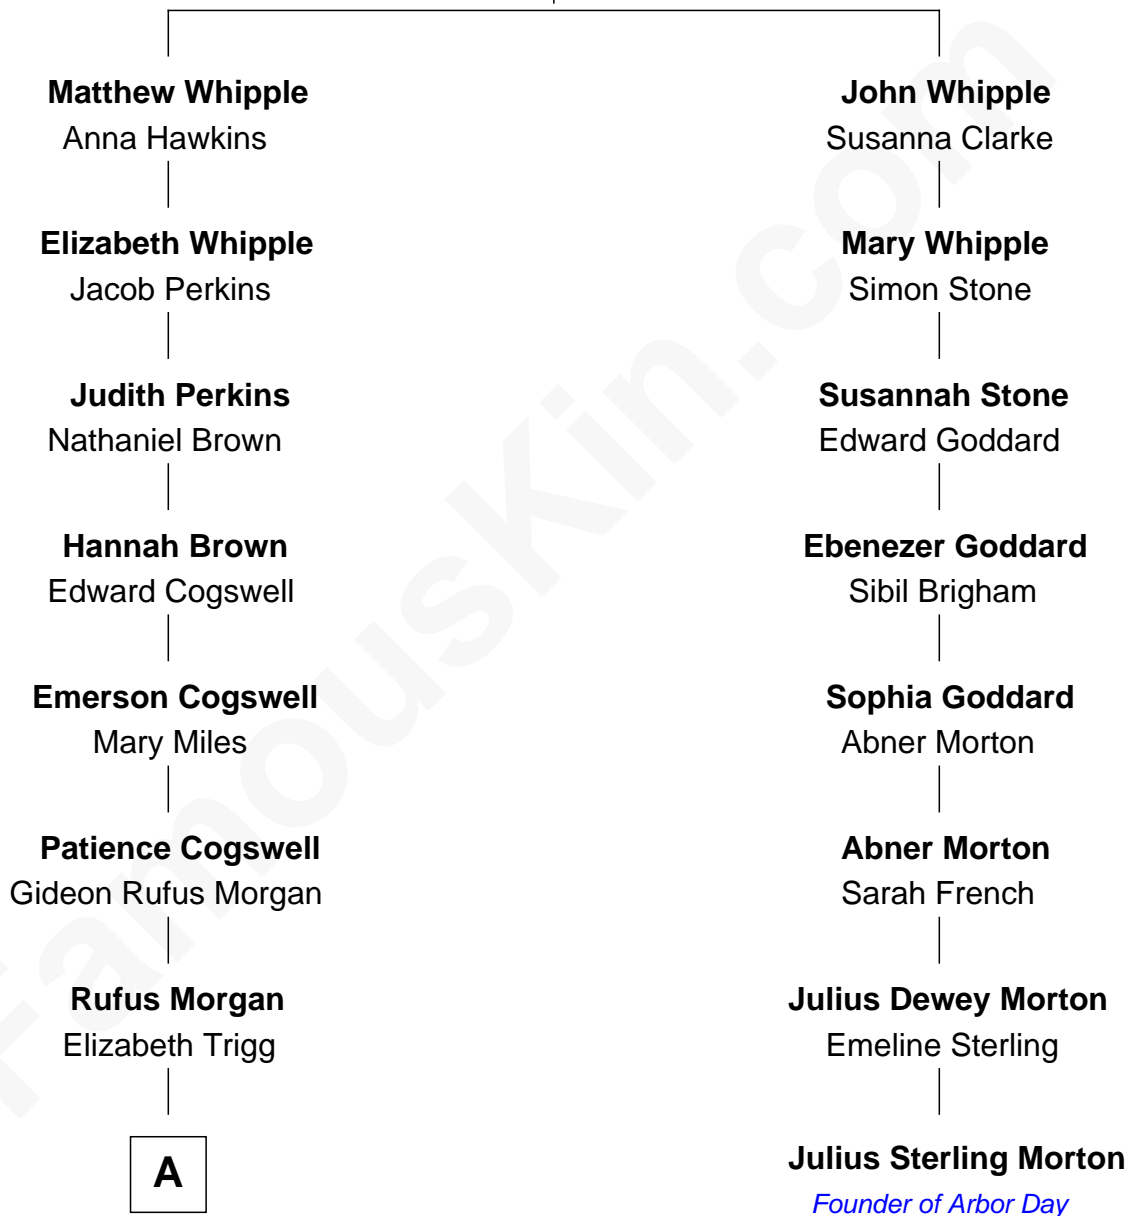 Matthew Whipple
Anna Hawkins
Elizabeth Whipple
Jacob Perkins
Judith Perkins
Nathaniel Brown
Hannah Brown
Edward Cogswell
Emerson Cogswell
Mary Miles
Patience Cogswell
Gideon Rufus Morgan
Rufus Morgan
Elizabeth Trigg
A
John Whipple
Susanna Clarke
Mary Whipple
Simon Stone
Susannah Stone
Edward Goddard
Ebenezer Goddard
Sibil Brigham
Sophia Goddard
Abner Morton
Abner Morton
Sarah French
Julius Dewey Morton
Emeline Sterling
Julius Sterling Morton
Founder of Arbor Day
FamousKin.com